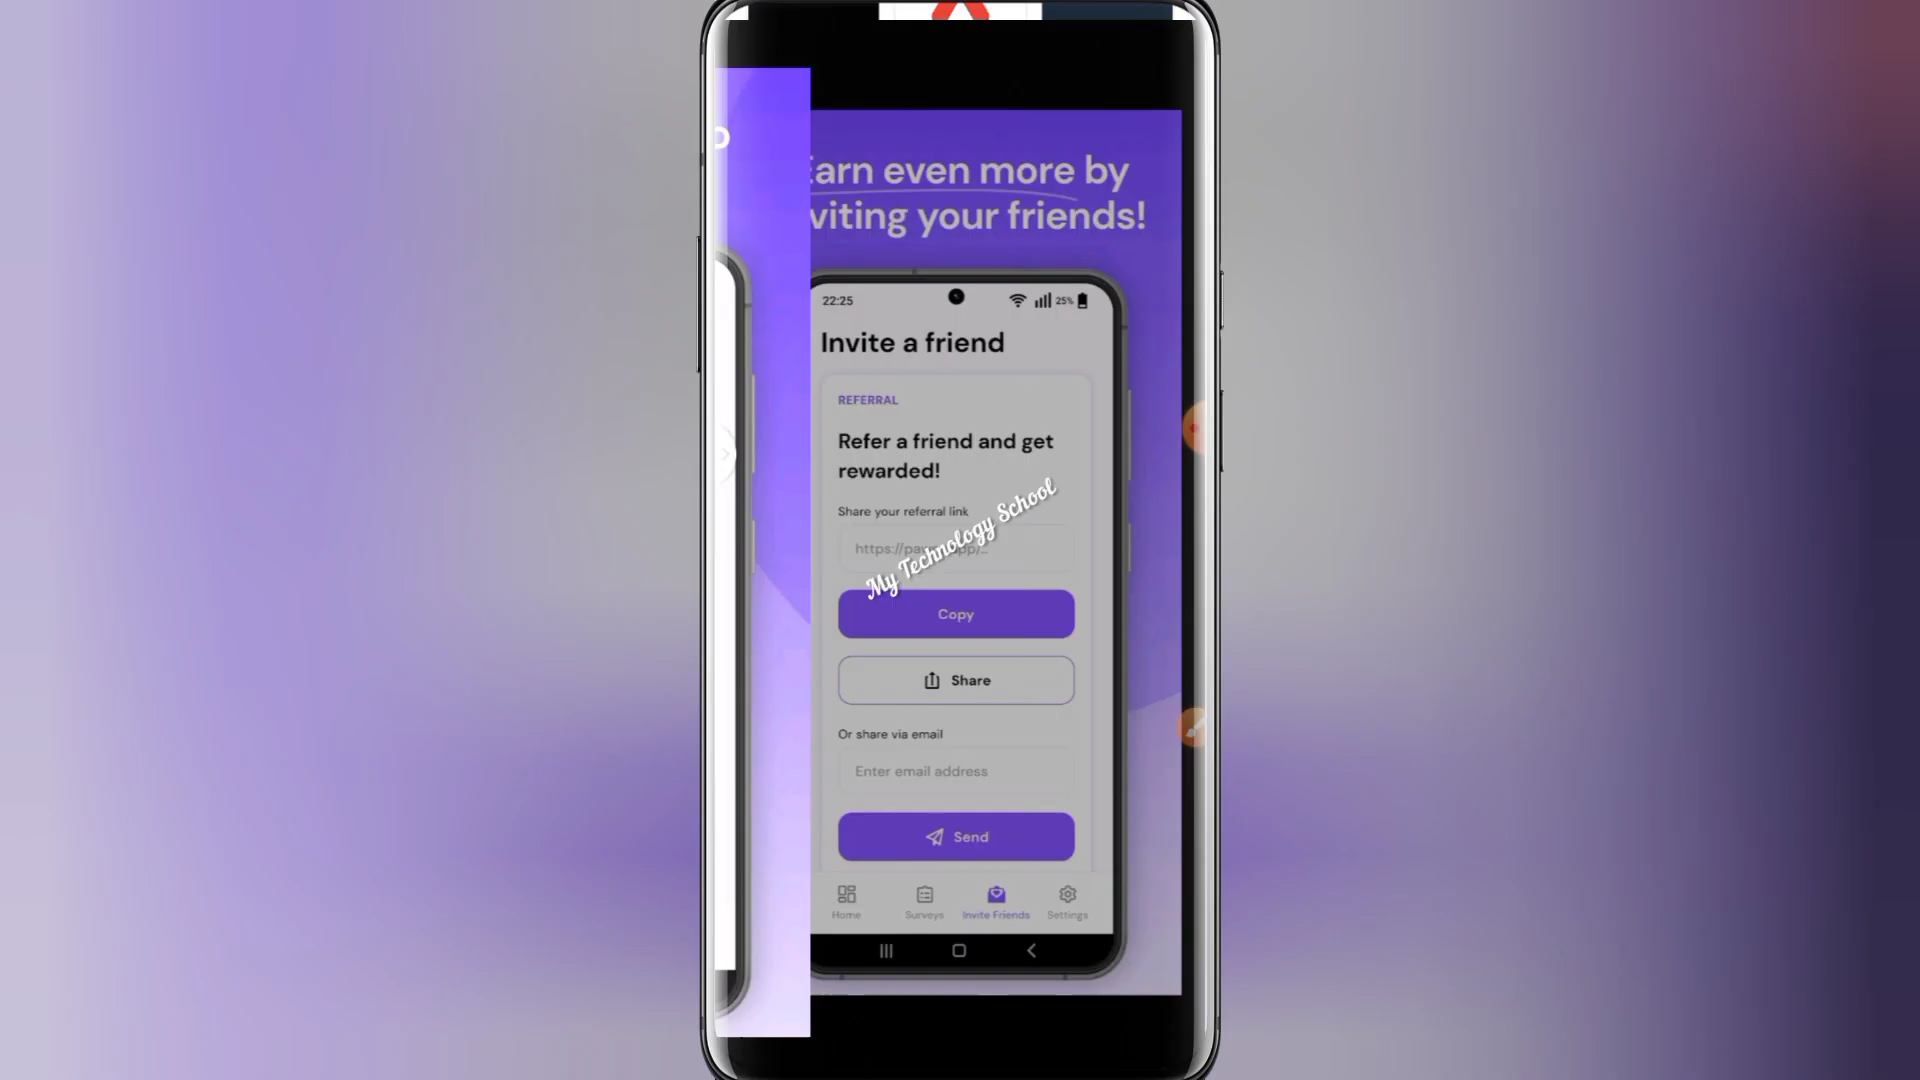 Earn even more by
viting your friends!
22:25
25%
Invite a friend
REFERRAL
Refer a friend and get
rewarded!
Share your referral link
My Technology School
Copy
Share
Or share via email
Enter email address
Send
Home
Surveys
Invite Friends
Settings